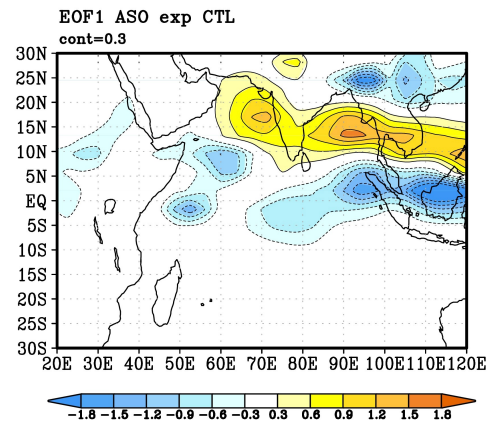 EOF1 ASO exp CTL
cont=0.3
30N
25N
20N
15N
10N
5N
EQ
5S
10S
15S
20S
25S
30S
20E 30E 40E 50E 60E 70E 80E 90E 100E 110E 120E
-1.8 -1.5 -1.2 -0.9 -0.6 -0.3 0.3 0.6 0.9 1.2 1.5 1.8